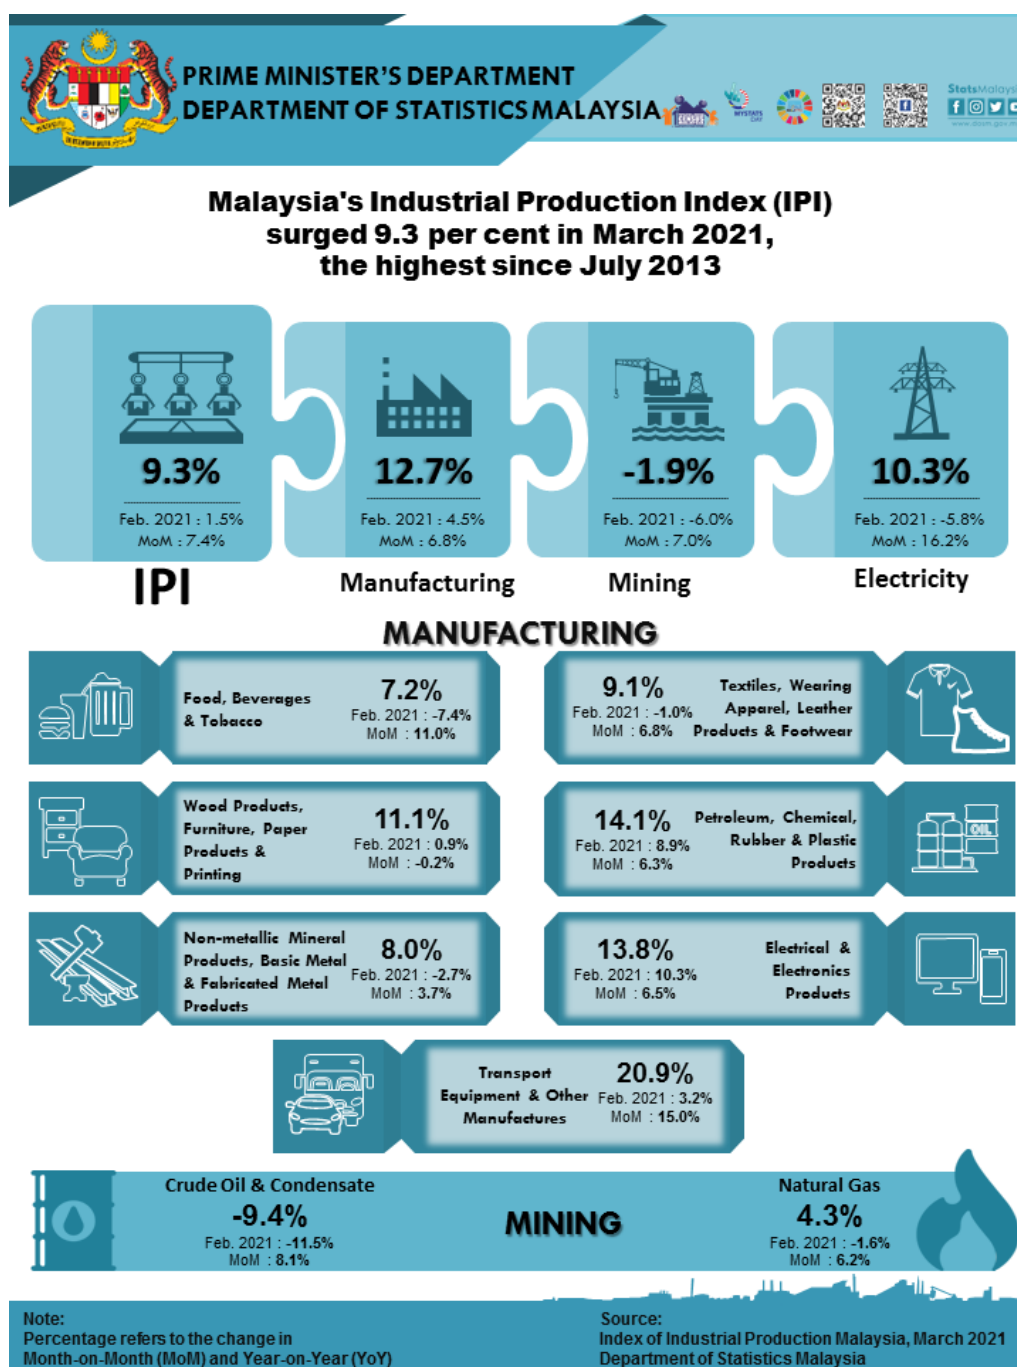 PRIME MINISTER'S DEPARTMENT
DEPARTMENT OF STATISTICS MALAYSIA
MYSTATS
DAY
StatsMalays
www.dosm.gov.m
Malaysia's Industrial Production Index (IPI)
surged 9.3 per cent in March 2021,
the highest since July 2013
9.3%
Feb. 2021 : 1.5%
MoM : 7.4%
IPI
12.7%
Feb. 2021 : 4.5%
MoM : 6.8%
Manufacturing
-1.9%
Feb. 2021 : -6.0%
MoM : 7.0%
Mining
10.3%
Feb. 2021 : -5.8%
MoM : 16.2%
Electricity
MANUFACTURING
Food, Beverages
& Tobacco
7.2%
Feb. 2021 : -7.4%
MoM : 11.0%
9.1%
Feb. 2021 : -1.0%
MoM : 6.8%
Textiles, Wearing
Apparel, Leather
Products & Footwear
Wood Products,
Furniture, Paper
Products &
Printing
11.1%
Feb. 2021 : 0.9%
MoM : -0.2%
14.1%
Feb. 2021 : 8.9%
MoM : 6.3%
Petroleum, Chemical,
Rubber & Plastic
Products
OIL
Non-metallic Mineral
Products, Basic Metal
& Fabricated Metal
Products
8.0%
Feb. 2021 : -2.7%
MoM : 3.7%
13.8%
Feb. 2021 : 10.3%
MoM : 6.5%
Electrical &
Electronics
Products
Transport
Equipment & Other
Manufactures
20.9%
Feb. 2021 : 3.2%
MoM : 15.0%
Crude Oil & Condensate
-9.4%
Feb. 2021 : -11.5%
MoM : 8.1%
MINING
Natural Gas
4.3%
Feb. 2021 : -1.6%
MoM : 6.2%
Note:
Percentage refers to the change in
Month-on-Month (MoM) and Year-on-Year (YoY)
Source:
Index of Industrial Production Malaysia, March 2021
Department of Statistics Malaysia